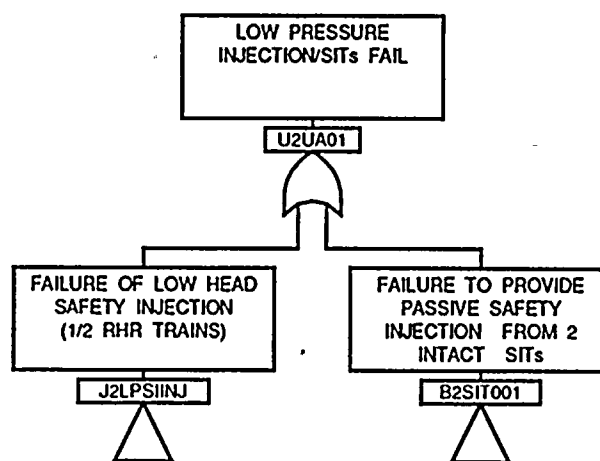 LOW PRESSURE
INJECTION/SITs FAIL
U2UA01
FAILURE OF LOW HEAD
SAFETY INJECTION
(1/2 RHR TRAINS)
J2LPSIINJ
FAILURE TO PROVIDE
PASSIVE SAFETY
INJECTION FROM 2
INTACT SITs
B2SIT001